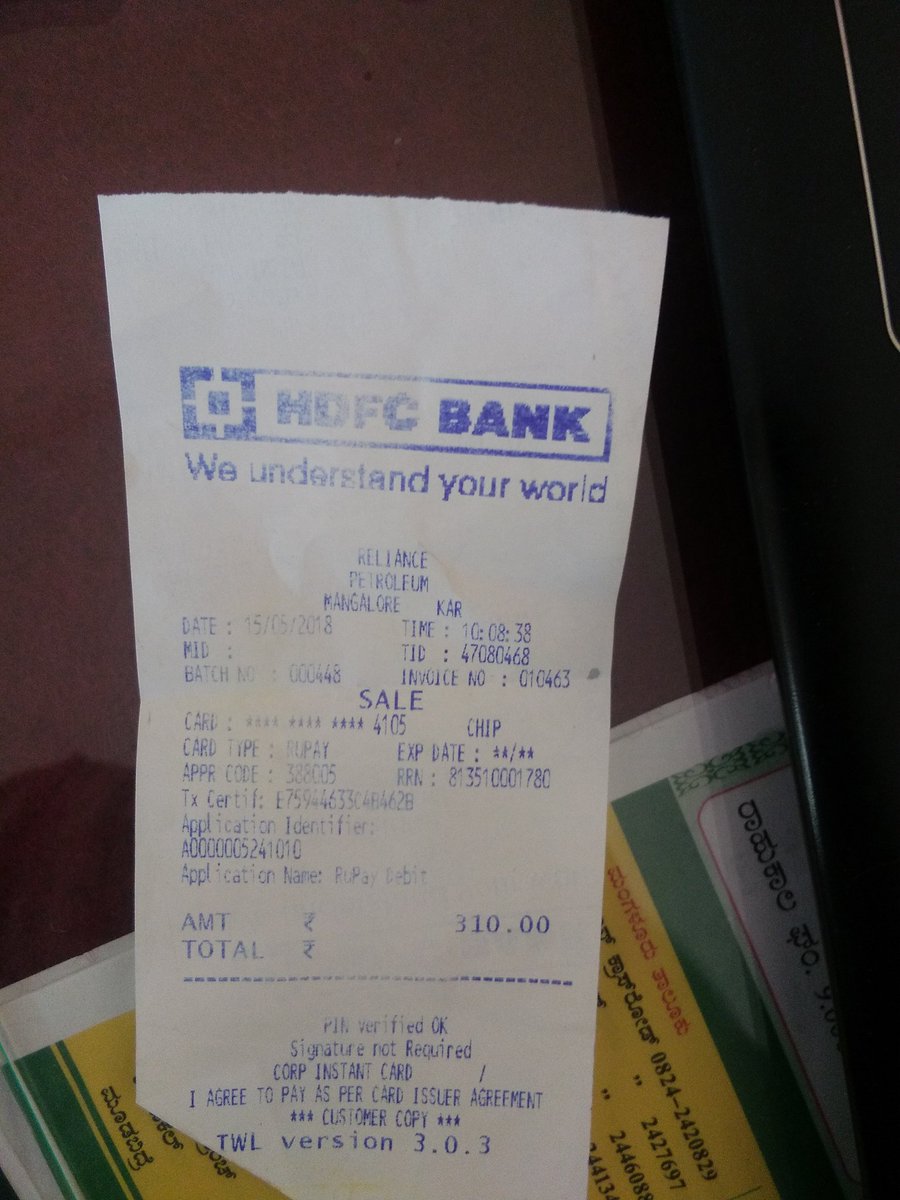 HDFC BANK
We understand your world
RELIANCE
PETROLEUM
MANGALORE KAR
DATE : 15/05/2018 TIME : 10:08:38
MID : TID : 47080468
BATCH NO : 000448 INVOICE NO : 010463
SALE
CARD : **** **** **** 4105 CHIP
CARD TYPE : RUPAY EXP DATE : **/**
APPR CODE : 388005 RRN : 813510001780
Tx Certif: E75944633C4B462B
Application Identifier:
A0000005241010
Application Name: RuPay Debit
AMT ₹ 310.00
TOTAL ₹
PIN verified OK
Signature not Required
CORP INSTANT CARD /
I AGREE TO PAY AS PER CARD ISSUER AGREEMENT
*** CUSTOMER COPY ***
TWL version 3.0.3
ರಾಹುಕಾಲ ಘಂ.
ಮಂಗಳೂರು ತಾಲೂಕು
ಕ್ರಾಸ್‌ರೋಡ್ 0824-2420829
" 2427697
" 
ಮೂಡಬಿದ್ರೆ